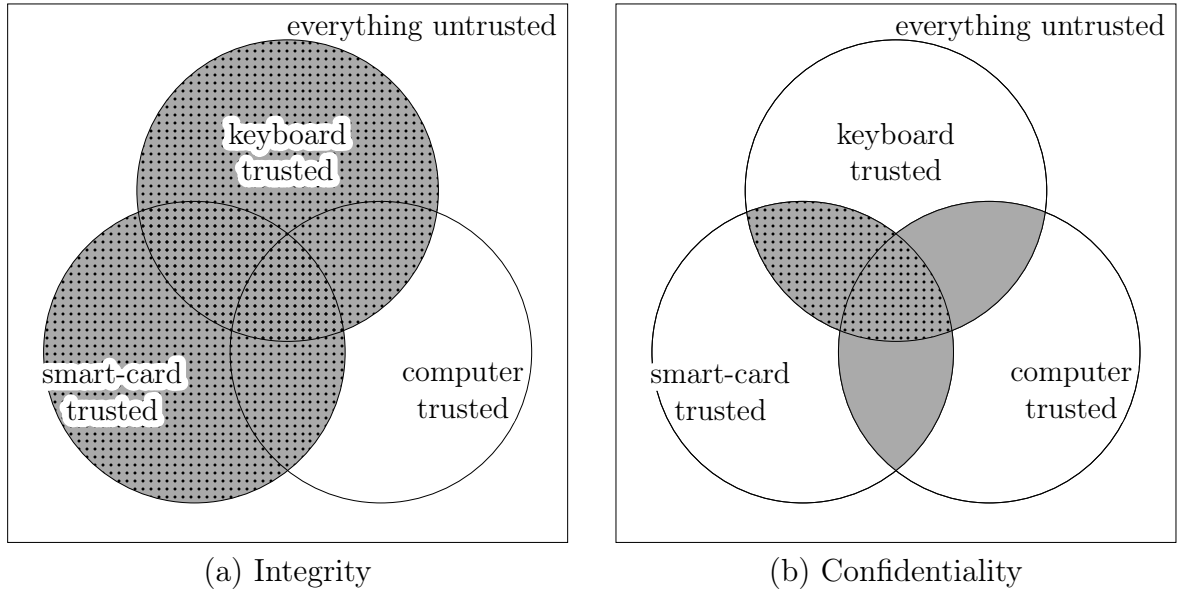 everything untrusted
keyboard
trusted
smart-card
trusted
computer
trusted
(a) Integrity
everything untrusted
keyboard
trusted
smart-card
trusted
computer
trusted
(b) Confidentiality